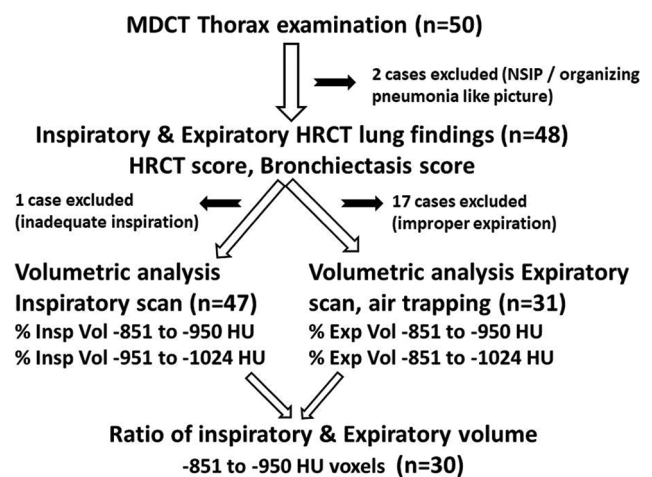 MDCT Thorax examination (n=50)
2 cases excluded (NSIP / organizing
pneumonia like picture)
Inspiratory & Expiratory HRCT lung findings (n=48)
HRCT score, Bronchiectasis score
1 case excluded
(inadequate inspiration)
17 cases excluded
(improper expiration)
Volumetric analysis
Inspiratory scan (n=47)
% Insp Vol -851 to -950 HU
% Insp Vol -951 to -1024 HU
Volumetric analysis Expiratory
scan, air trapping (n=31)
% Exp Vol -851 to -950 HU
% Exp Vol -851 to -1024 HU
Ratio of inspiratory & Expiratory volume
-851 to -950 HU voxels (n=30)